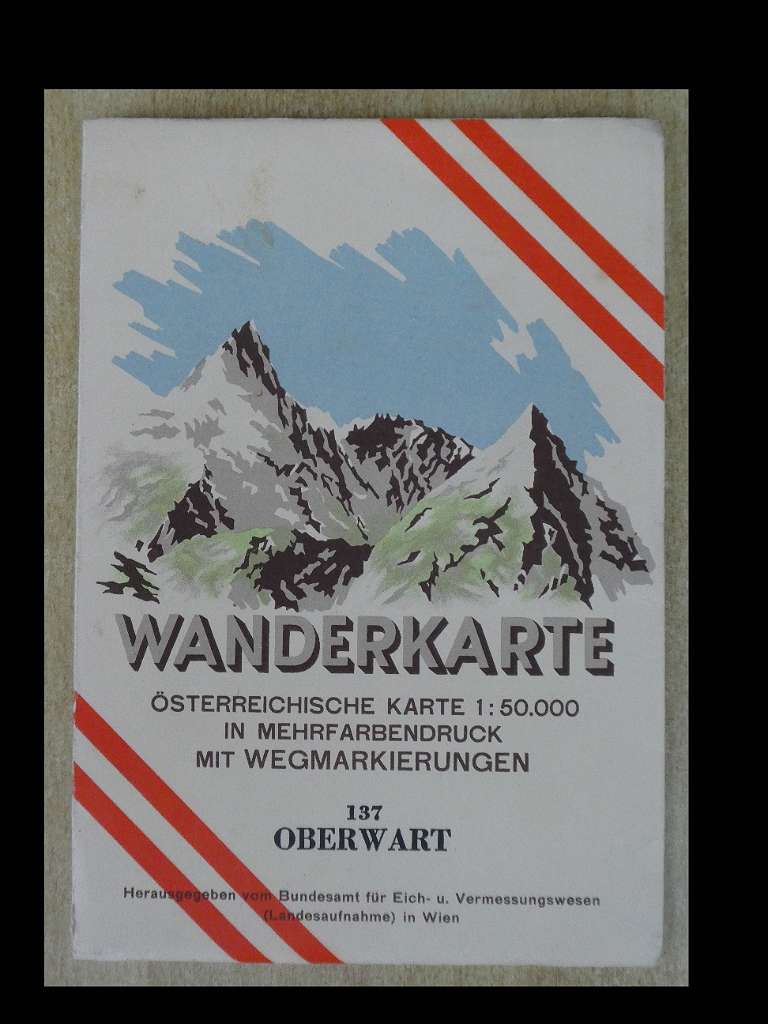 WANDERKARTE
ÖSTERREICHISCHE KARTE 1:50.000
IN MEHRFARBENDRUCK
MIT WEGMARKIERUNGEN
137
OBERWART
Herausgegeben vom Bundesamt für Eich- u. Vermessungswesen
(Landesaufnahme) in Wien